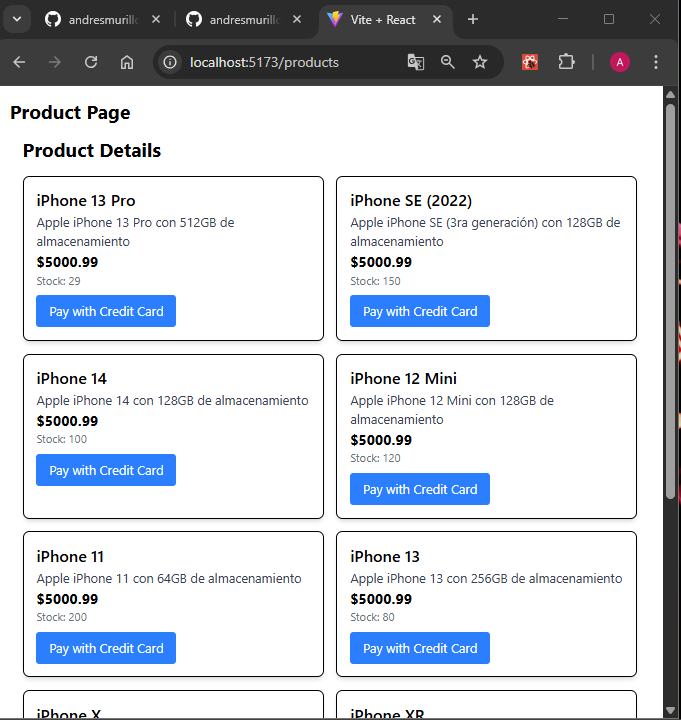 andresmurill
andresmurill
Vite + React
localhost:5173/products
A
Product Page
Product Details
iPhone 13 Pro
Apple iPhone 13 Pro con 512GB de
almacenamiento
$5000.99
Stock: 29
Pay with Credit Card
iPhone SE (2022)
Apple iPhone SE (3ra generación) con 128GB de
almacenamiento
$5000.99
Stock: 150
Pay with Credit Card
iPhone 14
Apple iPhone 14 con 128GB de almacenamiento
$5000.99
Stock: 100
Pay with Credit Card
iPhone 12 Mini
Apple iPhone 12 Mini con 128GB de
almacenamiento
$5000.99
Stock: 120
Pay with Credit Card
iPhone 11
Apple iPhone 11 con 64GB de almacenamiento
$5000.99
Stock: 200
Pay with Credit Card
iPhone 13
Apple iPhone 13 con 256GB de almacenamiento
$5000.99
Stock: 80
Pay with Credit Card
iPhone X
iPhone XR